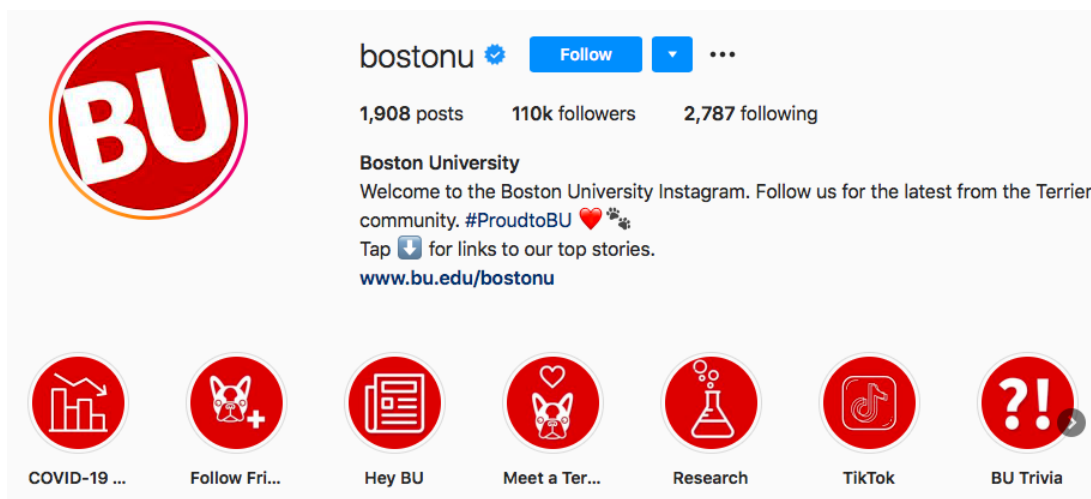 BU
bostonu
Follow
1,908 posts 110k followers 2,787 following
Boston University
Welcome to the Boston University Instagram. Follow us for the latest from the Terrier
community. #ProudtoBU ❤️🐾
Tap ⬇️ for links to our top stories.
www.bu.edu/bostonu
?!
COVID-19 ... Follow Fri... Hey BU Meet a Ter... Research TikTok BU Trivia